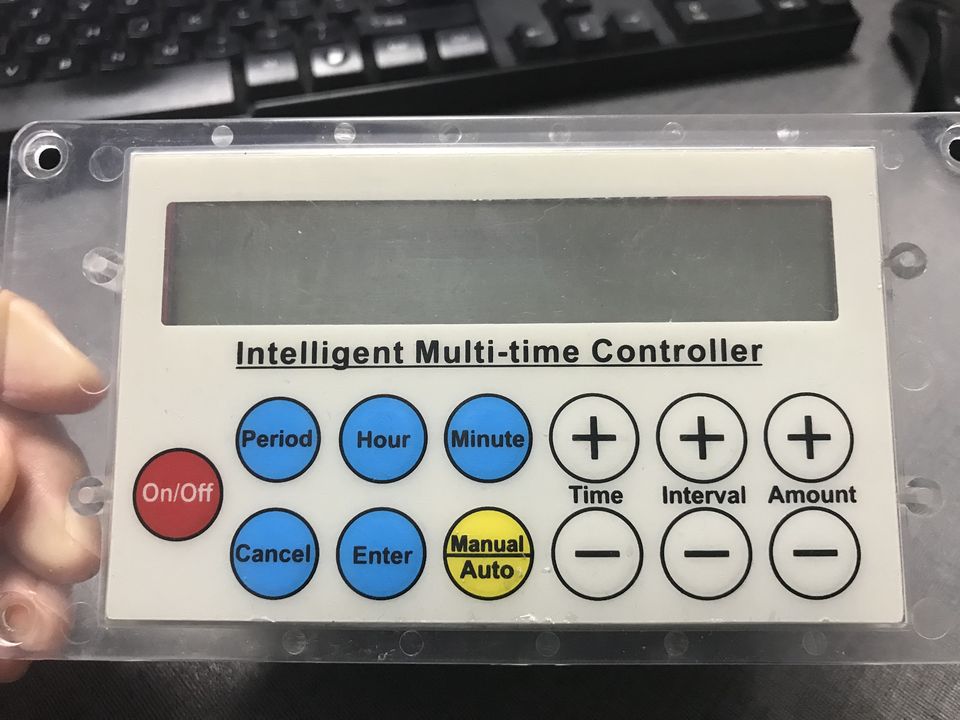 Intelligent Multi-time Controller
Period Hour Minute + + +
On/Off Time Interval Amount
Cancel Enter Manual Auto − − −